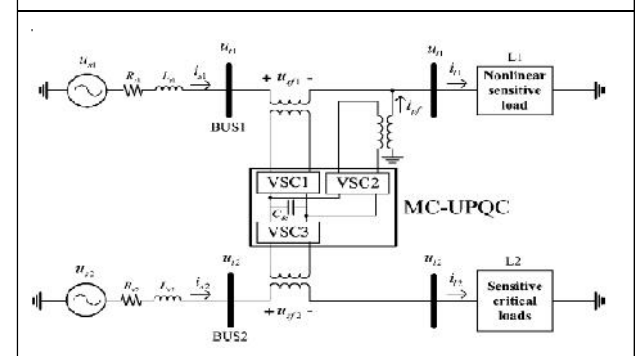 u_s1
R_s1
L_s1
i_s1
u_t1
BUS1
+ u_sf1 -
i_pf
u_l1
i_l1
L1
Nonlinear
sensitive
load
VSC1
VSC2
C_dc
VSC3
MC-UPQC
u_s2
R_s2
L_s2
i_s2
u_t2
BUS2
+ u_sf2 -
u_l2
i_l2
L2
Sensitive
critical
loads